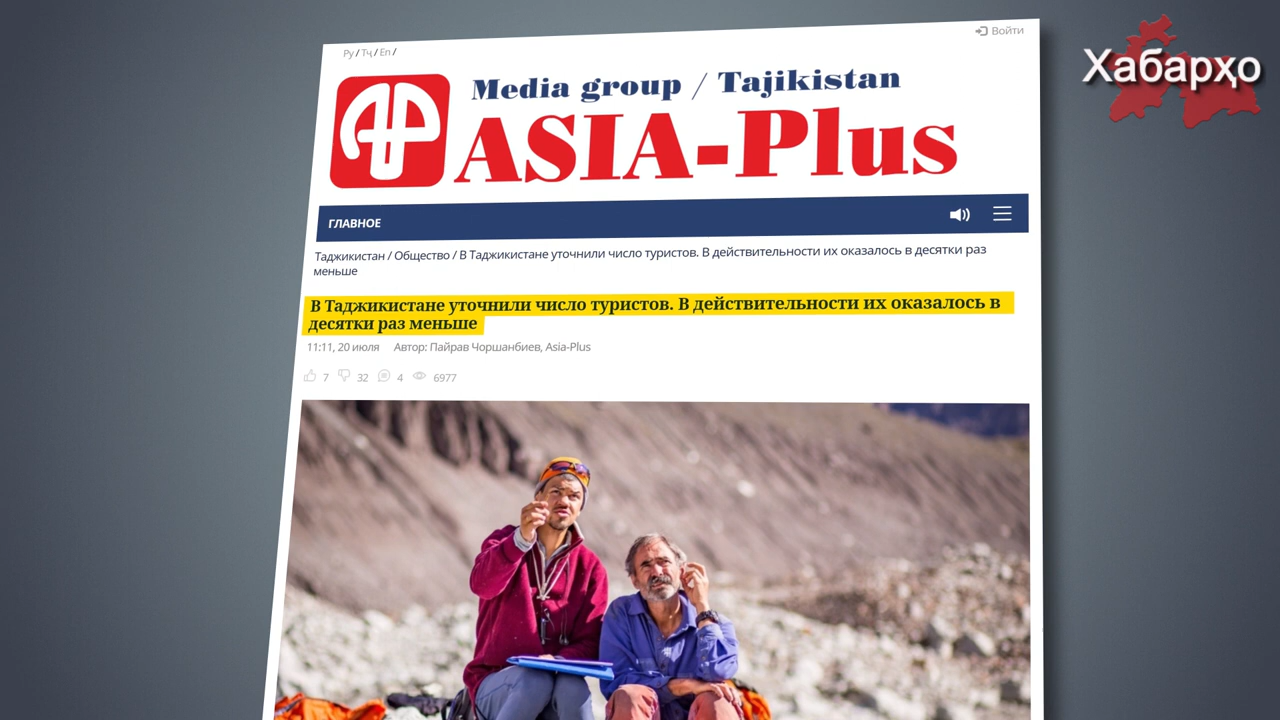 Ру / Тҷ / En /
Войти
Хабарҳо
Media group / Tajikistan
ASIA-Plus
ГЛАВНОЕ
Таджикистан / Общество / В Таджикистане уточнили число туристов. В действительности их оказалось в десятки раз
меньше
В Таджикистане уточнили число туристов. В действительности их оказалось в
десятки раз меньше
11:11, 20 июля Автор: Пайрав Чоршанбиев, Asia-Plus
7 32 4 6977